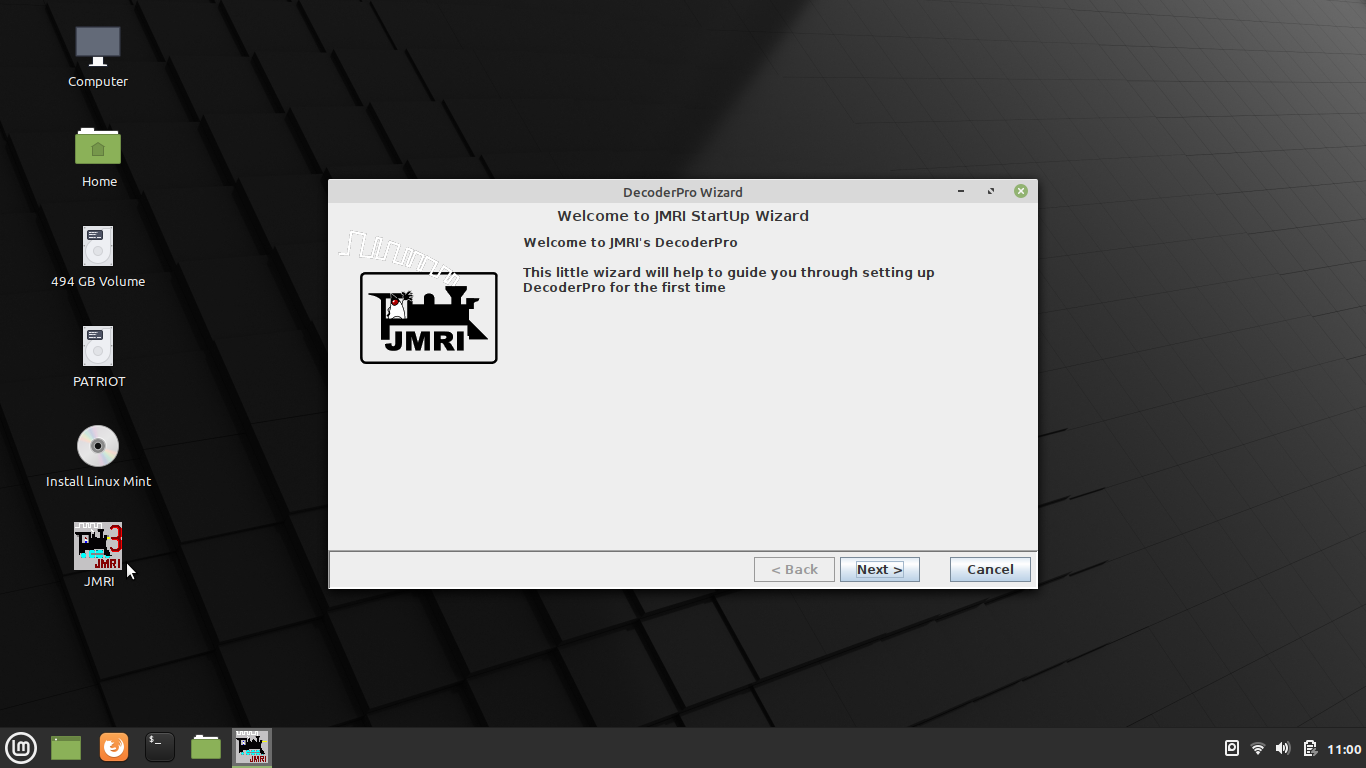 Computer
Home
494 GB Volume
PATRIOT
Install Linux Mint
3
JMRI
JMRI
DecoderPro Wizard
Welcome to JMRI StartUp Wizard
Welcome to JMRI's DecoderPro
This little wizard will help to guide you through setting up
DecoderPro for the first time
JMRI
< Back
Next >
Cancel
$_
JMRI
11:00